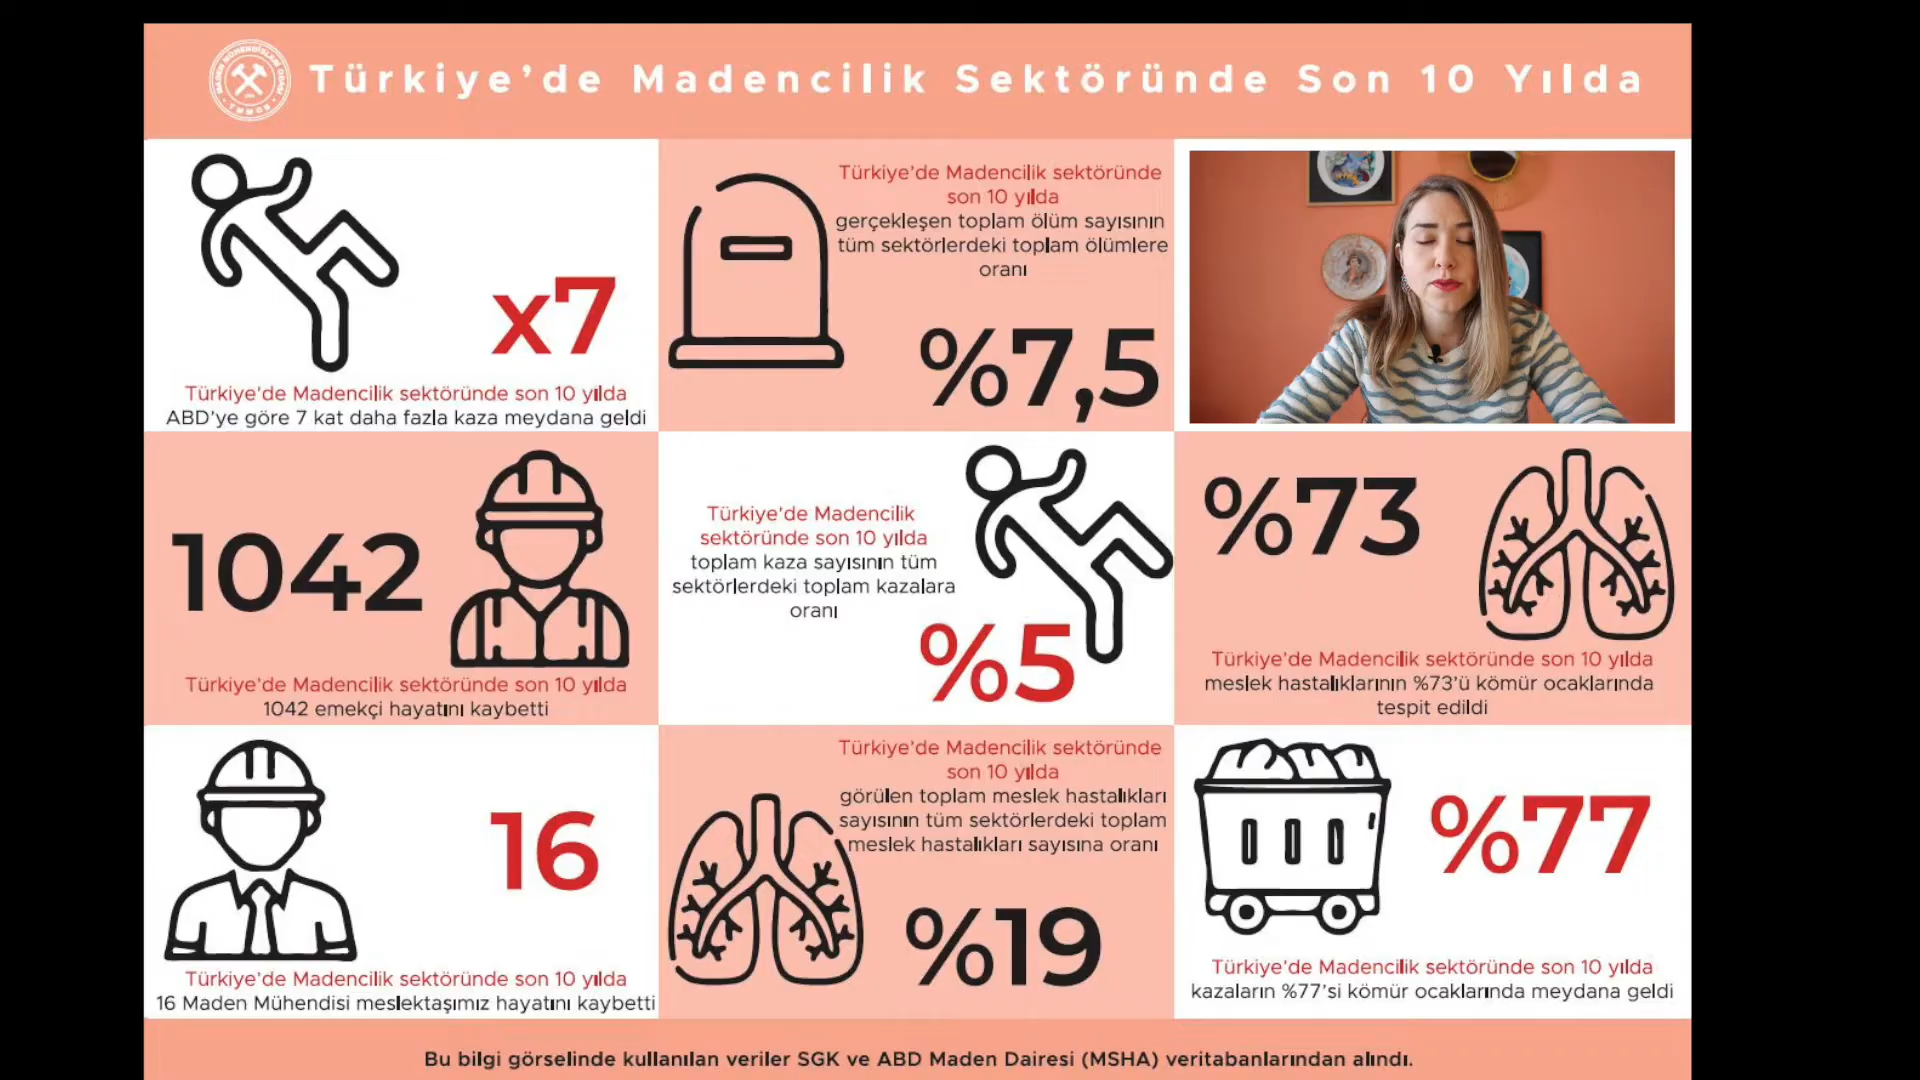 Türkiye’de Madencilik Sektöründe Son 10 Yılda
x7
Türkiye'de Madencilik sektöründe son 10 yılda
ABD'ye göre 7 kat daha fazla kaza meydana geldi
Türkiye'de Madencilik sektöründe
son 10 yılda
gerçekleşen toplam ölüm sayısının
tüm sektörlerdeki toplam ölümlere
oranı
%7,5
1042
Türkiye'de Madencilik sektöründe son 10 yılda
1042 emekçi hayatını kaybetti
Türkiye'de Madencilik
sektöründe son 10 yılda
toplam kaza sayısının tüm
sektörlerdeki toplam kazalara
oranı
%5
%73
Türkiye'de Madencilik sektöründe son 10 yılda
meslek hastalıklarının %73'ü kömür ocaklarında
tespit edildi
16
Türkiye'de Madencilik sektöründe son 10 yılda
16 Maden Mühendisi meslektaşımız hayatını kaybetti
Türkiye'de Madencilik sektöründe
son 10 yılda
görülen toplam meslek hastalıkları
sayısının tüm sektörlerdeki toplam
meslek hastalıkları sayısına oranı
%19
%77
Türkiye'de Madencilik sektöründe son 10 yılda
kazaların %77'si kömür ocaklarında meydana geldi
Bu bilgi görselinde kullanılan veriler SGK ve ABD Maden Dairesi (MSHA) veritabanlarından alındı.